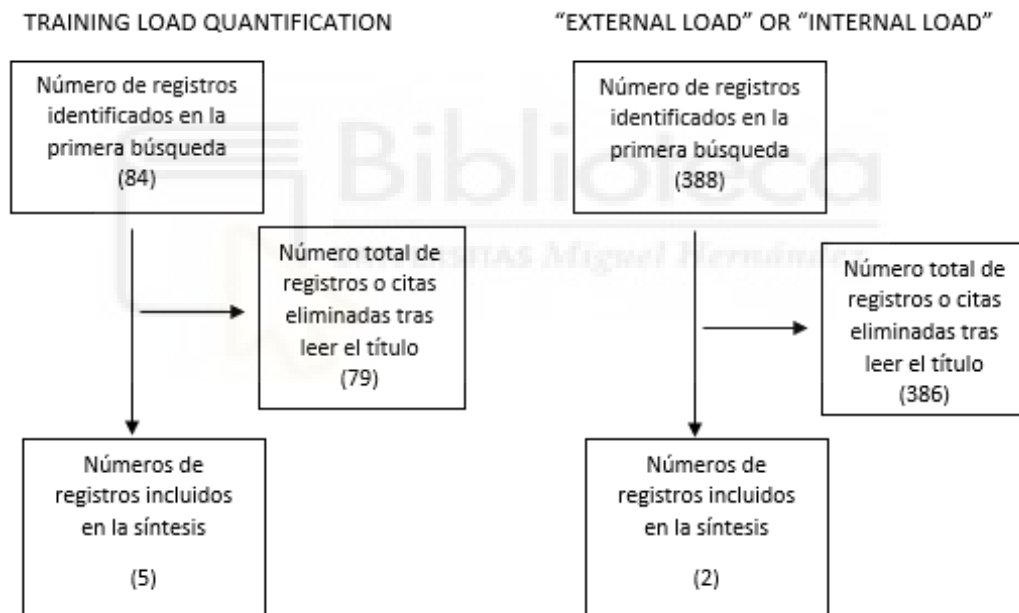 TRAINING LOAD QUANTIFICATION
Número de registros
identificados en la
primera búsqueda
(84)
Número total de
registros o citas
eliminadas tras
leer el título
(79)
Números de
registros incluidos
en la síntesis
(5)
“EXTERNAL LOAD” OR “INTERNAL LOAD”
Número de registros
identificados en la
primera búsqueda
(388)
Número total de
registros o citas
eliminadas tras
leer el título
(386)
Números de
registros incluidos
en la síntesis
(2)
Biblioteca
UNIVERSITAS Miguel Hernández